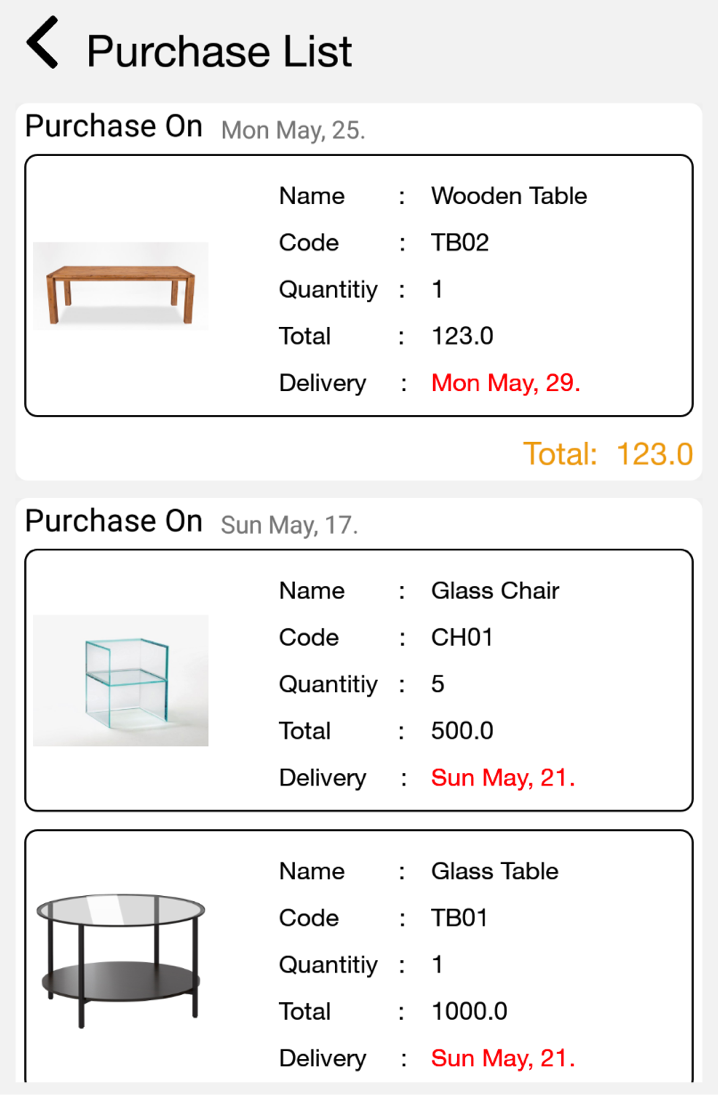 Purchase List
Purchase On Mon May, 25.
Name : Wooden Table
Code : TB02
Quantitiy : 1
Total : 123.0
Delivery : Mon May, 29.
Total: 123.0
Purchase On Sun May, 17.
Name : Glass Chair
Code : CH01
Quantitiy : 5
Total : 500.0
Delivery : Sun May, 21.
Name : Glass Table
Code : TB01
Quantitiy : 1
Total : 1000.0
Delivery : Sun May, 21.